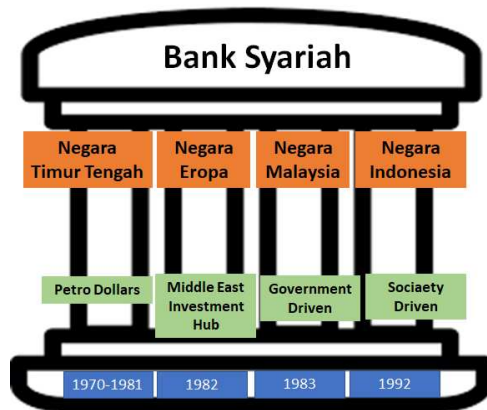 Bank Syariah
Negara
Timur Tengah
Negara
Eropa
Negara
Malaysia
Negara
Indonesia
Petro Dollars
Middle East
Investment
Hub
Government
Driven
Sociaety
Driven
1970-1981
1982
1983
1992